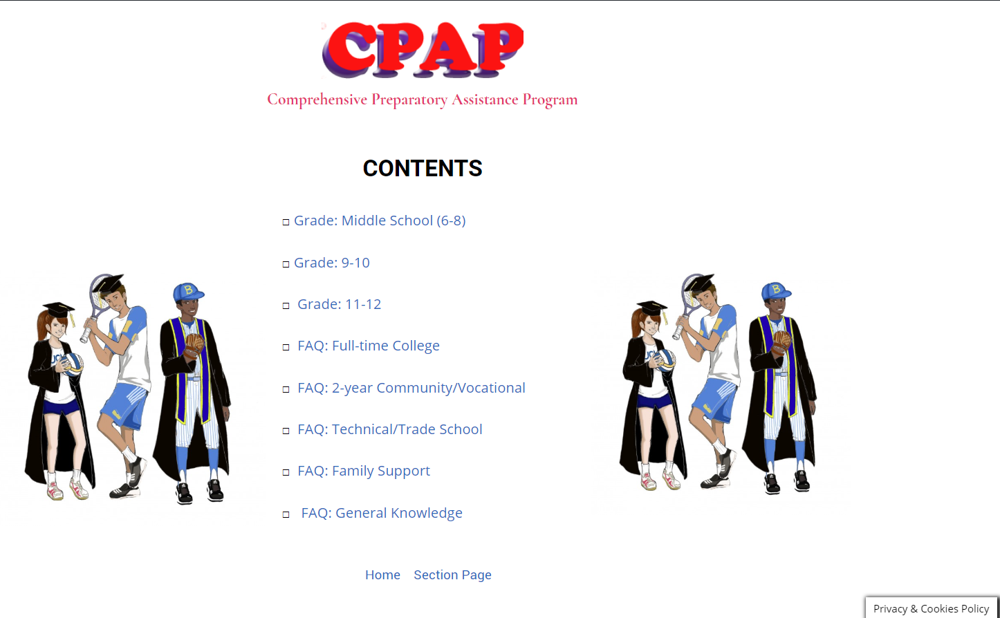 CPAP
Comprehensive Preparatory Assistance Program
CONTENTS
□ Grade: Middle School (6-8)
□ Grade: 9-10
□ Grade: 11-12
□ FAQ: Full-time College
□ FAQ: 2-year Community/Vocational
□ FAQ: Technical/Trade School
□ FAQ: Family Support
□ FAQ: General Knowledge
B
B
Home Section Page
Privacy & Cookies Policy